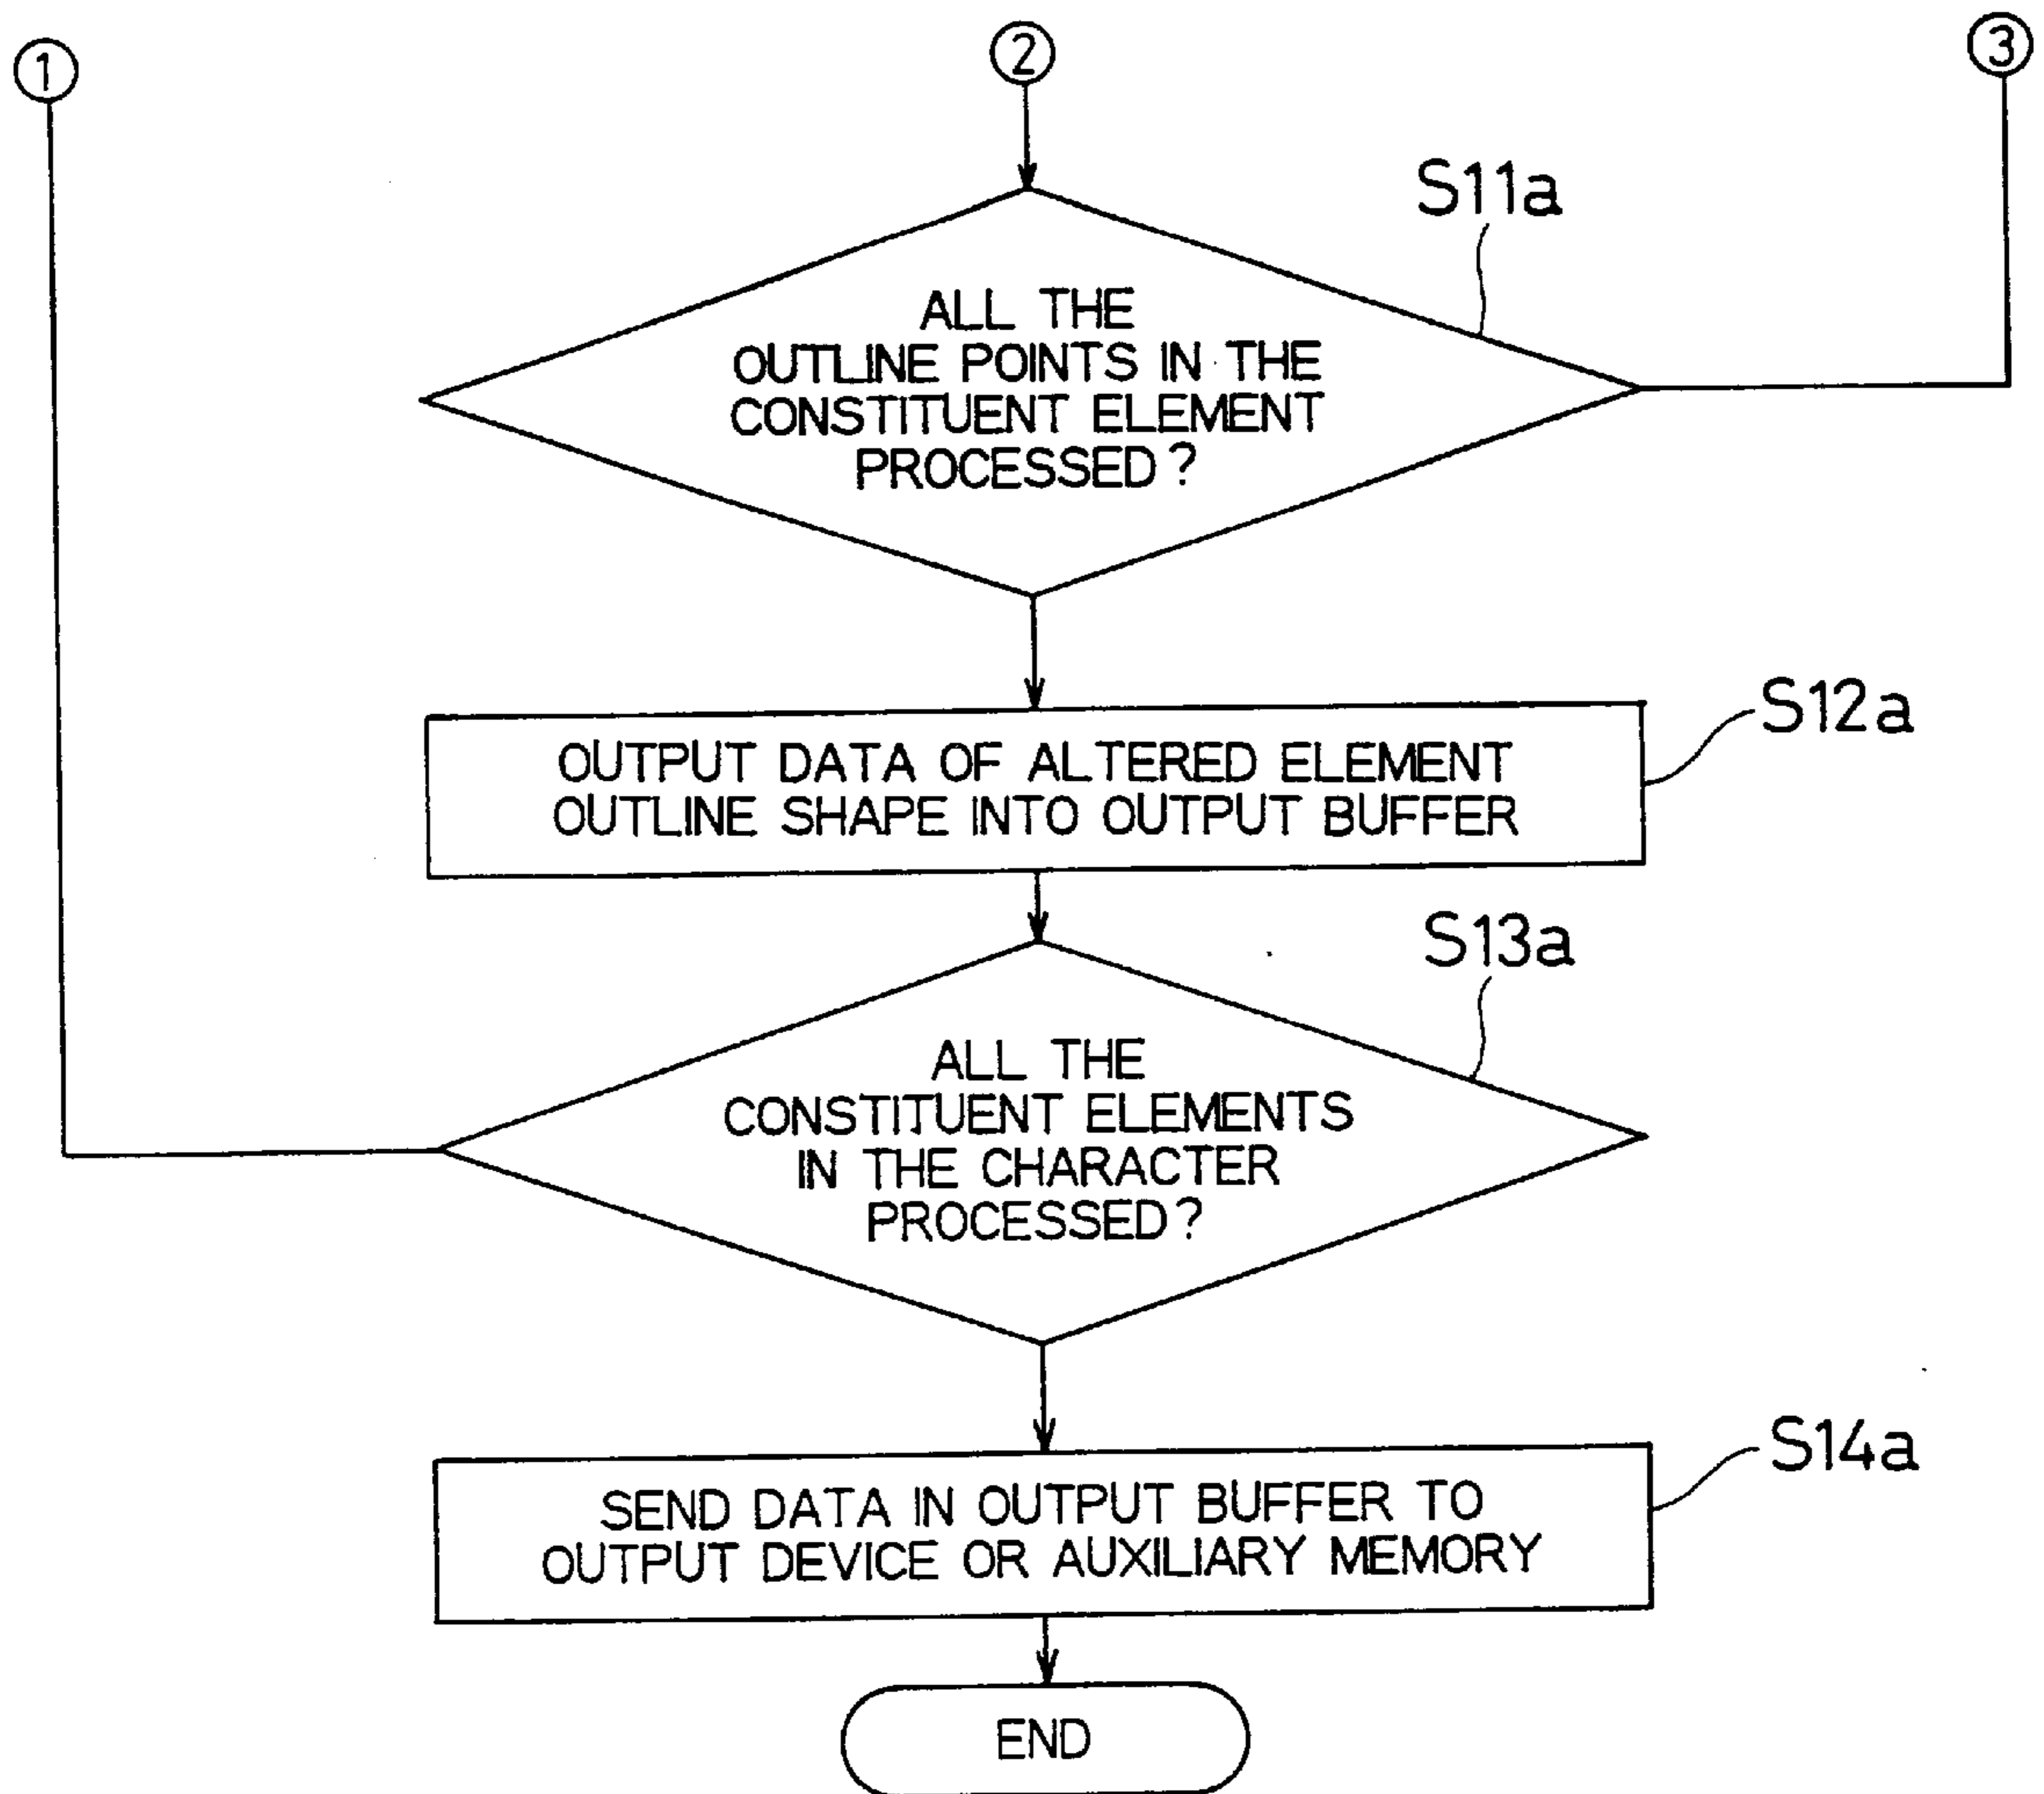 1
2
3
S11a
ALL THE
OUTLINE POINTS IN THE
CONSTITUENT ELEMENT
PROCESSED?
S12a
OUTPUT DATA OF ALTERED ELEMENT
OUTLINE SHAPE INTO OUTPUT BUFFER
S13a
ALL THE
CONSTITUENT ELEMENTS
IN THE CHARACTER
PROCESSED?
S14a
SEND DATA IN OUTPUT BUFFER TO
OUTPUT DEVICE OR AUXILIARY MEMORY
END